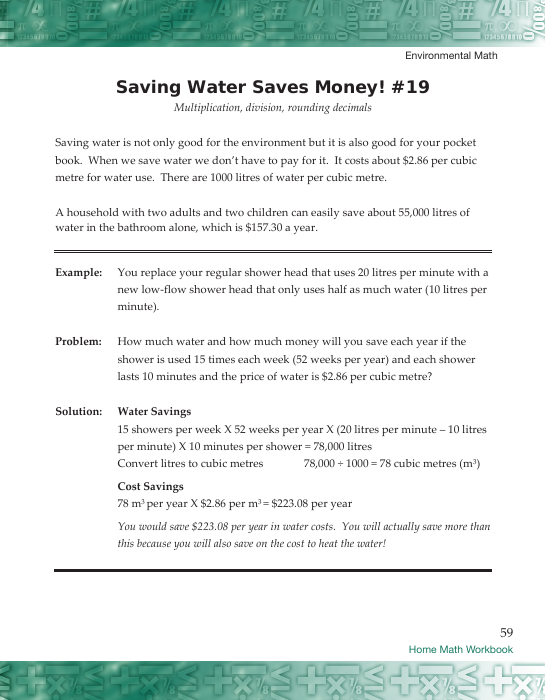 Environmental Math
Saving Water Saves Money! #19
Multiplication, division, rounding decimals
Saving water is not only good for the environment but it is also good for your pocket
book.  When we save water we don't have to pay for it.  It costs about $2.86 per cubic
metre for water use.  There are 1000 litres of water per cubic metre.
A household with two adults and two children can easily save about 55,000 litres of
water in the bathroom alone, which is $157.30 a year.
Example: You replace your regular shower head that uses 20 litres per minute with a
new low-flow shower head that only uses half as much water (10 litres per
minute).
Problem: How much water and how much money will you save each year if the
shower is used 15 times each week (52 weeks per year) and each shower
lasts 10 minutes and the price of water is $2.86 per cubic metre?
Solution: Water Savings
15 showers per week X 52 weeks per year X (20 litres per minute – 10 litres
per minute) X 10 minutes per shower = 78,000 litres
Convert litres to cubic metres 78,000 ÷ 1000 = 78 cubic metres (m³)
Cost Savings
78 m³ per year X $2.86 per m³ = $223.08 per year
You would save $223.08 per year in water costs.  You will actually save more than
this because you will also save on the cost to heat the water!
59
Home Math Workbook